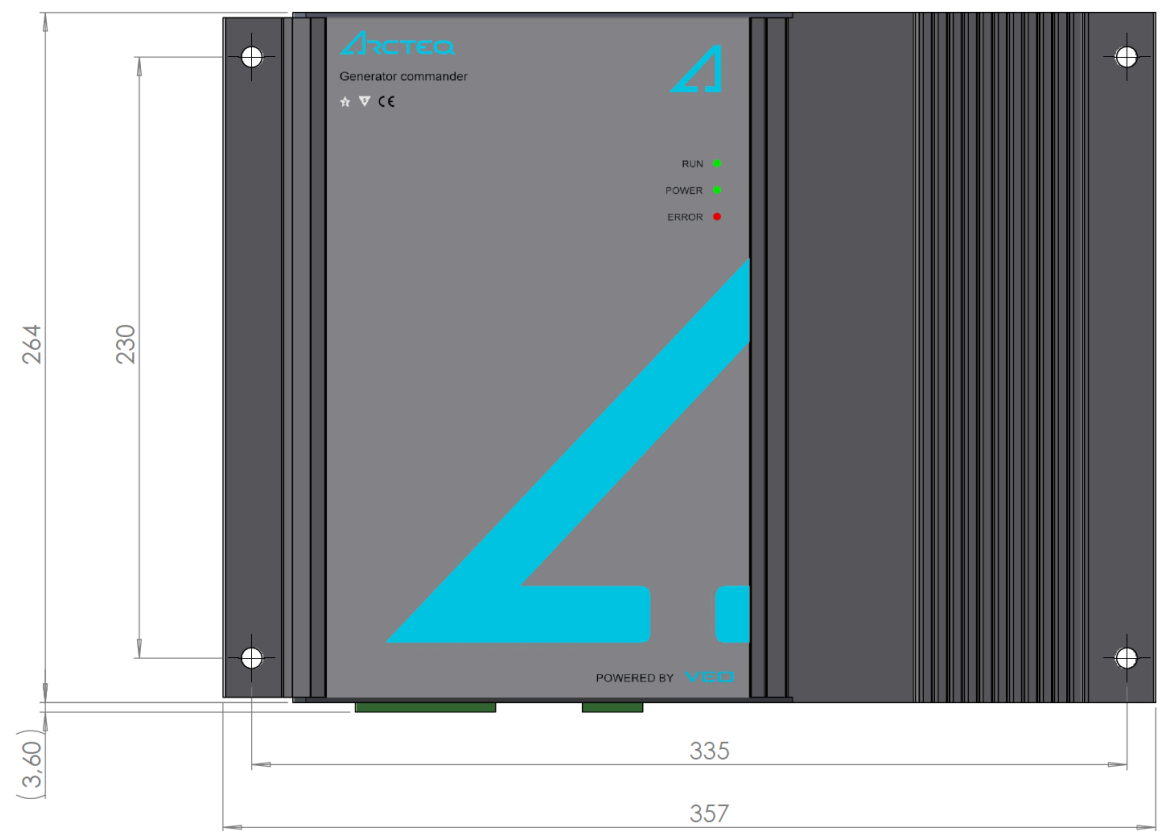 ARCTEQ
Generator commander
CE
RUN
POWER
ERROR
264
230
POWERED BY VEO
335
(3,60)
357